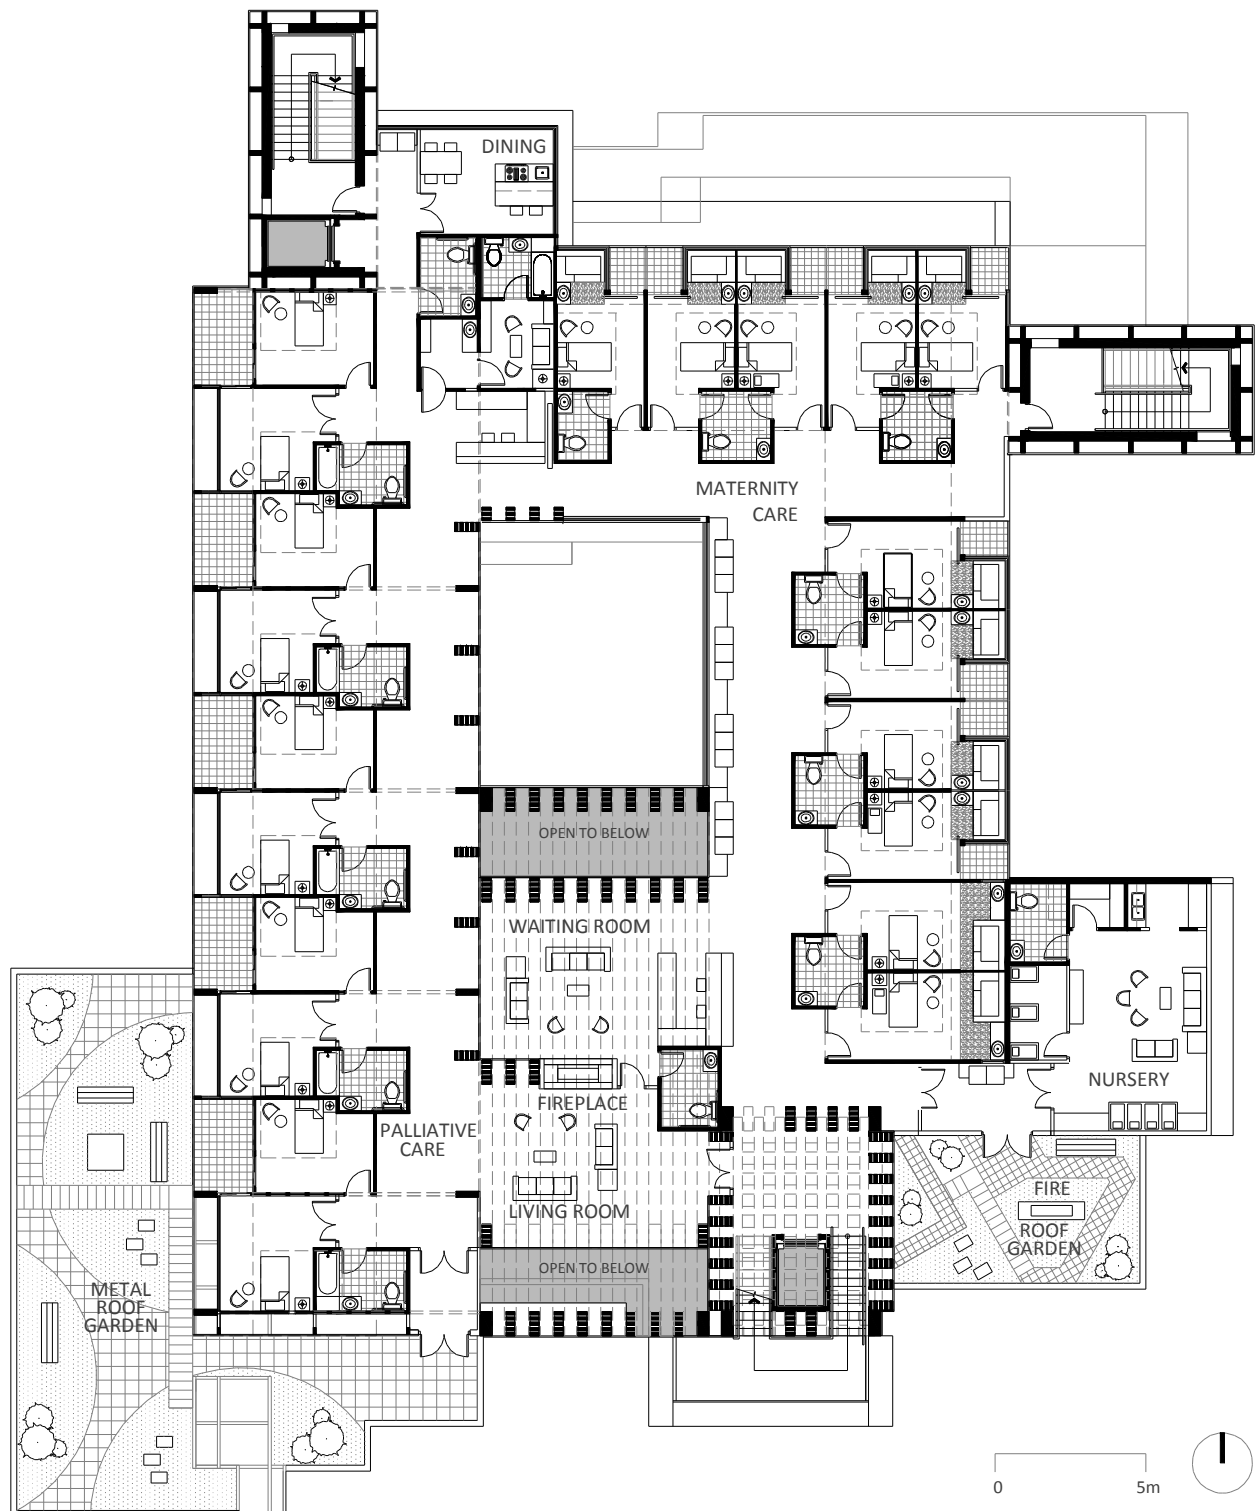 DINING
MATERNITY
CARE
OPEN TO BELOW
WAITING ROOM
FIREPLACE
NURSERY
PALLIATIVE
CARE
LIVING ROOM
FIRE
ROOF
GARDEN
OPEN TO BELOW
METAL
ROOF
GARDEN
0 5m